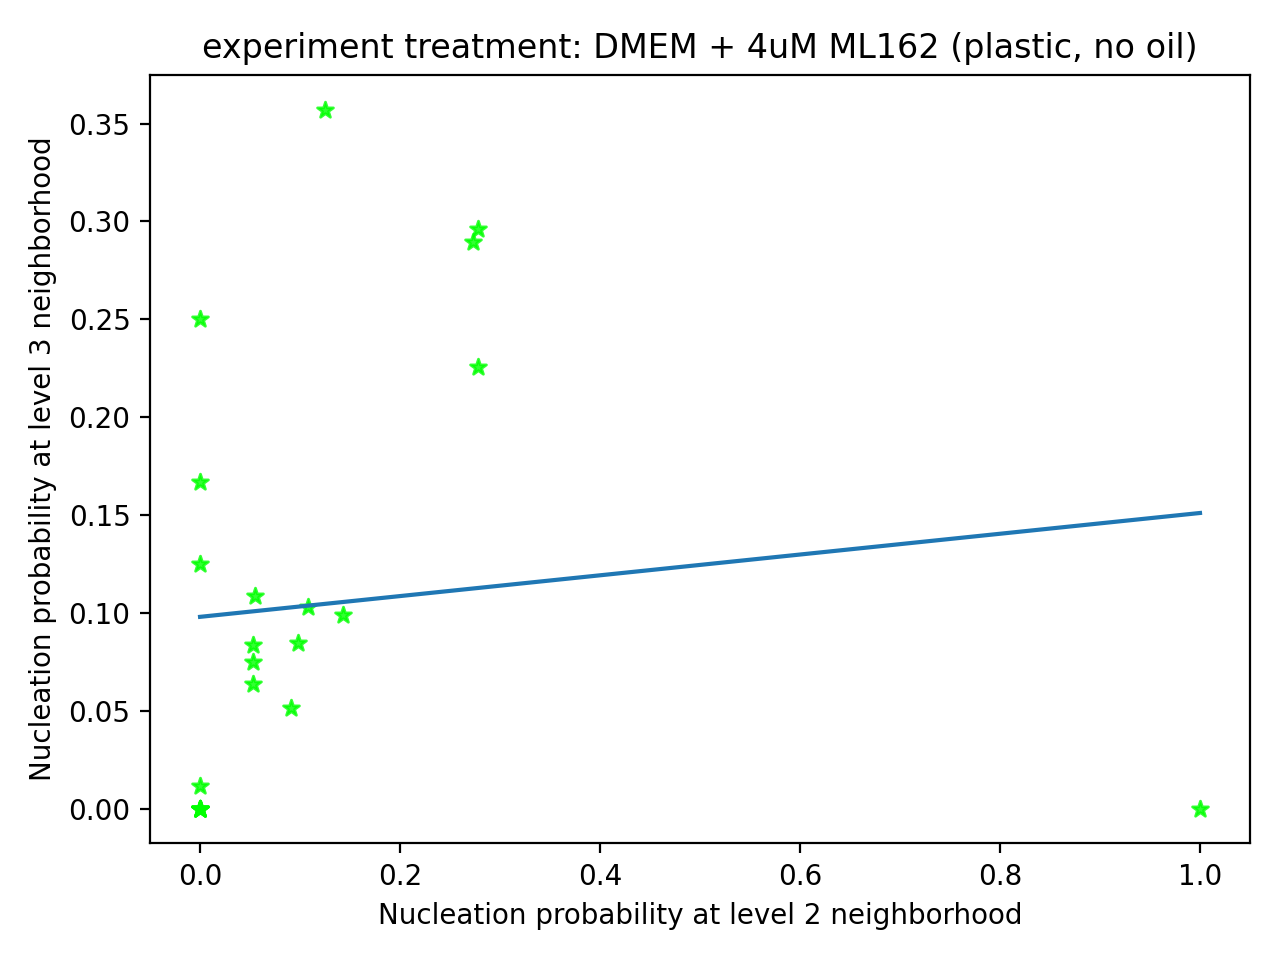 experiment treatment: DMEM + 4uM ML162 (plastic, no oil)
Nucleation probability at level 3 neighborhood
0.35
0.30
0.25
0.20
0.15
0.10
0.05
0.00
0.0 0.2 0.4 0.6 0.8 1.0
Nucleation probability at level 2 neighborhood